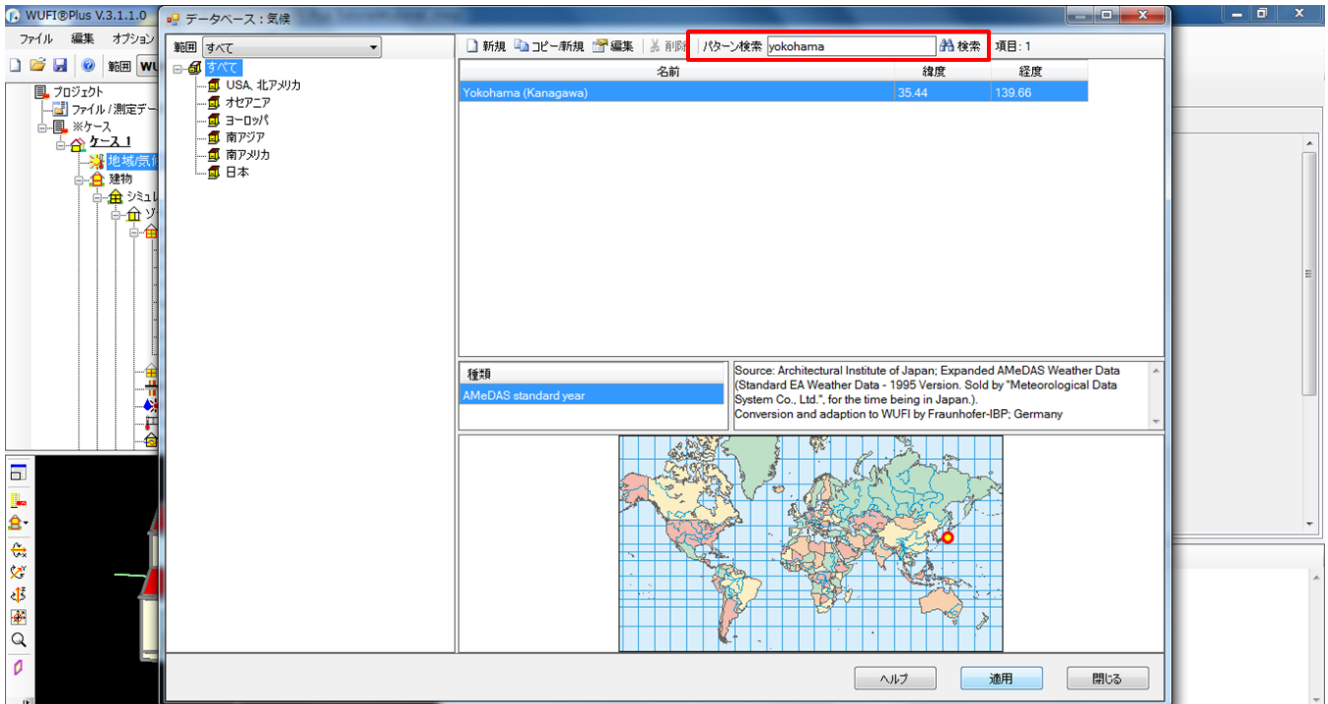 WUFI®Plus V.3.1.1.0
ファイル 編集 オプション
範囲
プロジェクト
ファイル / 測定デー
※ケース
ケース 1
地域/気候
建物
シミュレ
ゾ
データベース : 気候
範囲 すべて
すべて
USA, 北アメリカ
オセアニア
ヨーロッパ
南アジア
南アメリカ
日本
新規 コピー/新規 編集 削除 パターン検索 yokohama 検索 項目: 1
名前 緯度 経度
Yokohama (Kanagawa) 35.44 139.66
種類
AMeDAS standard year
Source: Architectural Institute of Japan; Expanded AMeDAS Weather Data
(Standard EA Weather Data - 1995 Version. Sold by "Meteorological Data
System Co., Ltd.", for the time being in Japan.).
Conversion and adaption to WUFI by Fraunhofer-IBP; Germany
ヘルプ 適用 閉じる